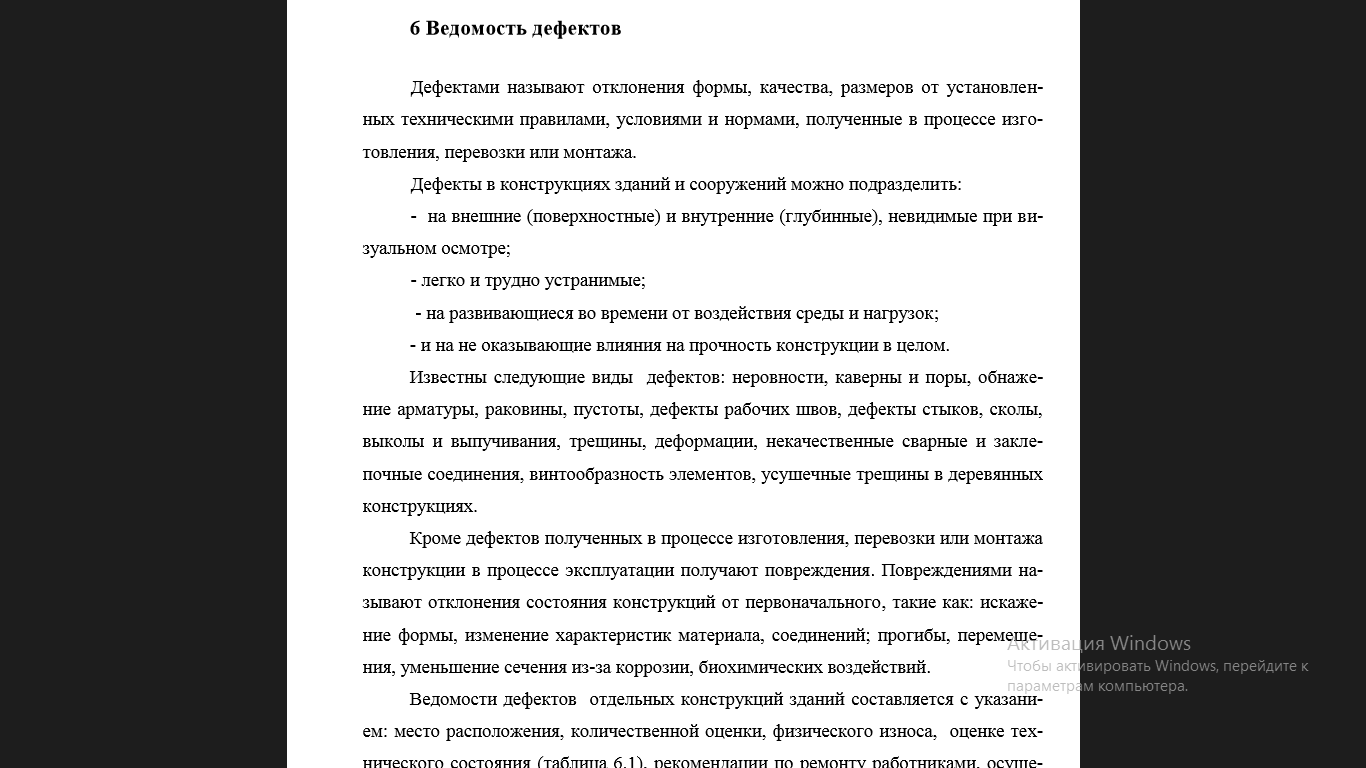 6 Ведомость дефектов
Дефектами называют отклонения формы, качества, размеров от установлен-
ных техническими правилами, условиями и нормами, полученные в процессе изго-
товления, перевозки или монтажа.
Дефекты в конструкциях зданий и сооружений можно подразделить:
-  на внешние (поверхностные) и внутренние (глубинные), невидимые при ви-
зуальном осмотре;
- легко и трудно устранимые;
- на развивающиеся во времени от воздействия среды и нагрузок;
- и на не оказывающие влияния на прочность конструкции в целом.
Известны следующие виды  дефектов: неровности, каверны и поры, обнаже-
ние арматуры, раковины, пустоты, дефекты рабочих швов, дефекты стыков, сколы,
выколы и выпучивания, трещины, деформации, некачественные сварные и закле-
почные соединения, винтообразность элементов, усушечные трещины в деревянных
конструкциях.
Кроме дефектов полученных в процессе изготовления, перевозки или монтажа
конструкции в процессе эксплуатации получают повреждения. Повреждениями на-
зывают отклонения состояния конструкций от первоначального, такие как: искаже-
ние формы, изменение характеристик материала, соединений; прогибы, перемеще-
ния, уменьшение сечения из-за коррозии, биохимических воздействий.
Ведомости дефектов  отдельных конструкций зданий составляется с указани-
ем: место расположения, количественной оценки, физического износа,  оценке тех-
нического состояния (таблица 6.1), рекомендации по ремонту работниками, осуще-
Активация Windows
Чтобы активировать Windows, перейдите к
параметрам компьютера.